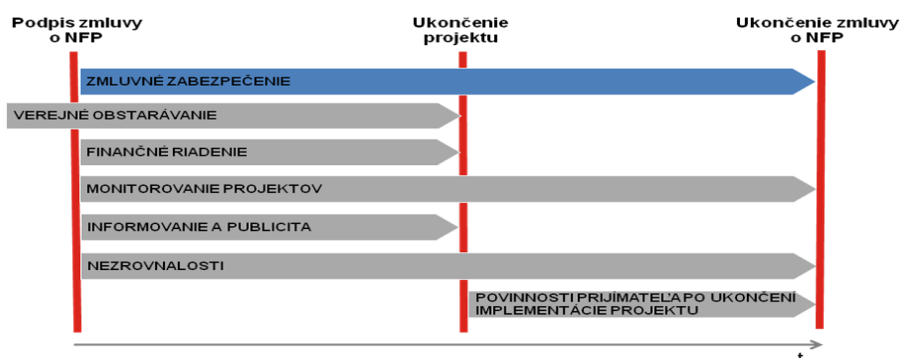 Podpis zmluvy
o NFP
Ukončenie
projektu
Ukončenie zmluvy
o NFP
ZMLUVNÉ ZABEZPEČENIE
VEREJNÉ OBSTARÁVANIE
FINANČNÉ RIADENIE
MONITOROVANIE PROJEKTOV
INFORMOVANIE A PUBLICITA
NEZROVNALOSTI
POVINNOSTI PRIJÍMATEĽA PO UKONČENÍ
IMPLEMENTÁCIE PROJEKTU
t